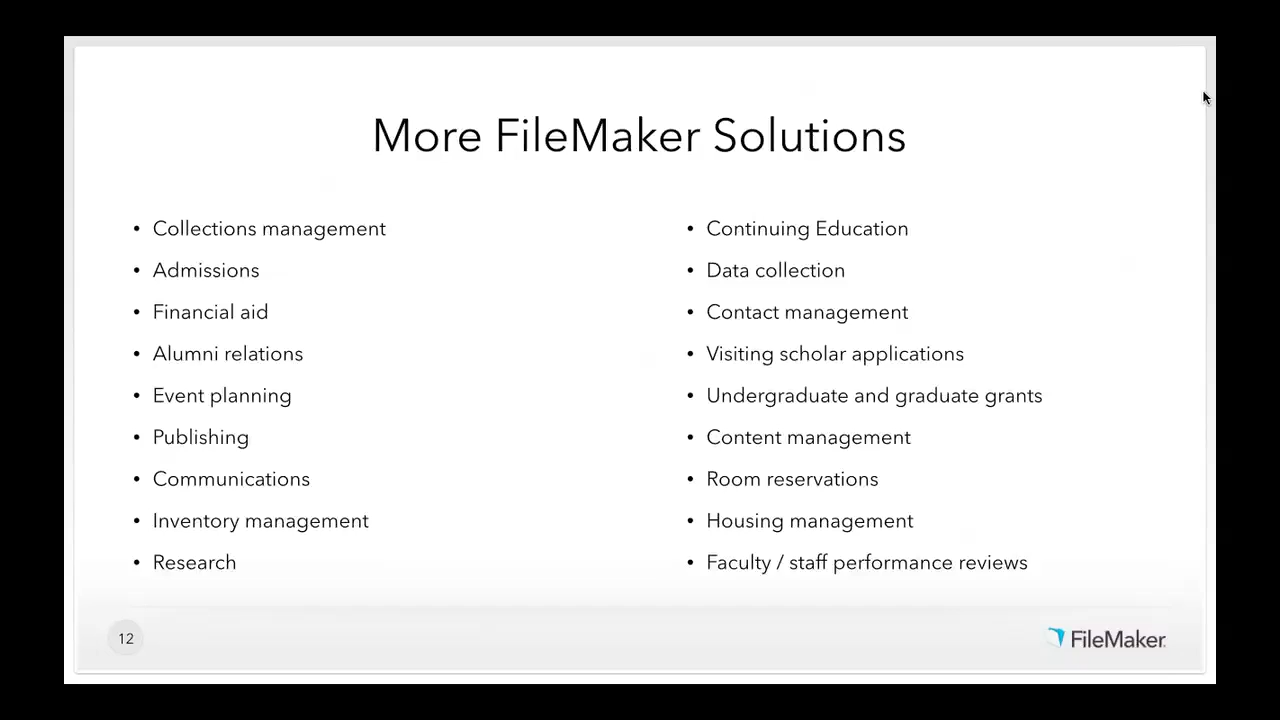 More FileMaker Solutions
• Collections management
• Admissions
• Financial aid
• Alumni relations
• Event planning
• Publishing
• Communications
• Inventory management
• Research
• Continuing Education
• Data collection
• Contact management
• Visiting scholar applications
• Undergraduate and graduate grants
• Content management
• Room reservations
• Housing management
• Faculty / staff performance reviews
12
FileMaker